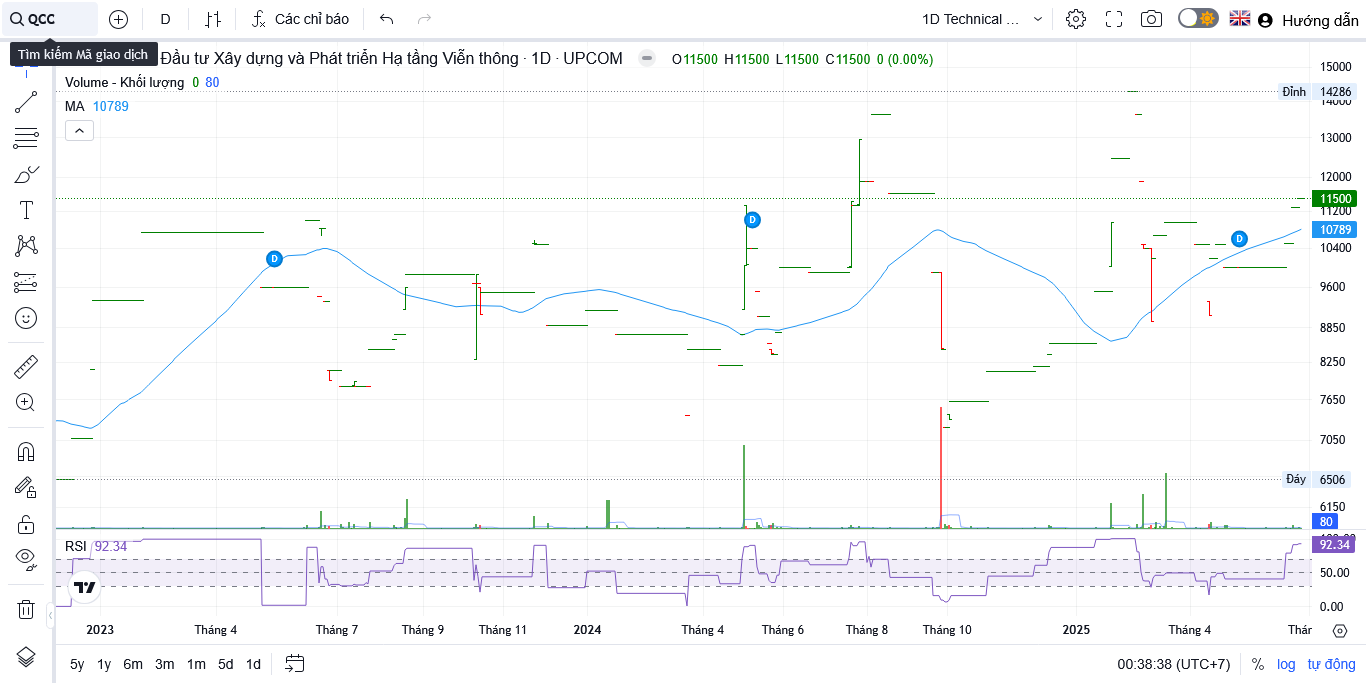 QCC D Các chỉ báo 1D Technical ... Hướng dẫn
Tìm kiếm Mã giao dịch
Đầu tư Xây dựng và Phát triển Hạ tầng Viễn thông · 1D · UPCOM O11500 H11500 L11500 C11500 0 (0.00%)
Volume - Khối lượng 0 80
MA 10789
15000
Đỉnh 14286
14000
13000
12000
11500
11200
10789
10400
9600
8850
8250
7650
7050
Đáy 6506
6150
80
D
D
D
RSI 92.34
100.00
92.34
50.00
0.00
2023 Tháng 4 Tháng 7 Tháng 9 Tháng 11 2024 Tháng 4 Tháng 6 Tháng 8 Tháng 10 2025 Tháng 4 Thár
5y 1y 6m 3m 1m 5d 1d 00:38:38 (UTC+7) % log tự động